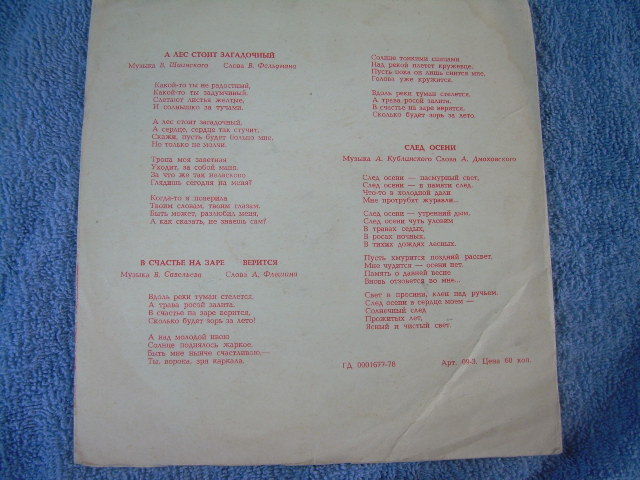 А ЛЕС СТОИТ ЗАГАДОЧНЫЙ
Музыка В. Шаинского Слова В. Фельдмана
Какой-то ты не радостный,
Какой-то ты задумчивый.
Слетают листья желтые,
И солнышко за тучами.
А лес стоит загадочный,
А сердце, сердце так стучит,
Скажи, пусть будет больно мне,
Но только не молчи.
Тропа моя заветная
Уходит, за собой маня.
За что же так неласково
Глядишь сегодня на меня?
Когда-то я поверила
Твоим словам, твоим глазам.
Быть может, разлюбил меня,
А как сказать, не знаешь сам?
В СЧАСТЬЕ НА ЗАРЕ ВЕРИТСЯ
Музыка В. Савельева Слова А.
Вдоль реки туман стелется,
А трава росой залита.
В счастье на заре верится,
Сколько будет зорь за лето!
А над молодой ивою
Солнце поднялось жаркое.
Быть мне нынче счастливою,—
Ты, ворона, зря каркала.
Солнце тонкими спицами
Над рекой плетет кружевце,
Пусть пока он лишь снится мне,
Голова уже кружится.
Вдоль реки туман стелется,
А трава росой залита,
В счастье на заре верится,
Сколько будет зорь за лето.
СЛЕД ОСЕНИ
Музыка А. Кублинского Слова А. Дмоховского
След осени — пасмурный свет,
След осени — в памяти след.
Что-то в холодной дали
Мне протрубят журавли...
След осени — утренний дым,
След осени чуть уловим
В травах седых,
В росах ночных,
В тихих дождях лесных.
Пусть хмурится поздний рассвет,
Мне чудится — осени нет.
Память о давней весне
Вновь отзовется во мне...
Свет в просини, клен над ручьем.
След осени в сердце моем —
Солнечный след
Прожитых лет,
Ясный и чистый свет.
ГД 0001677-78 Арт. 09-3. Цена 60 коп.